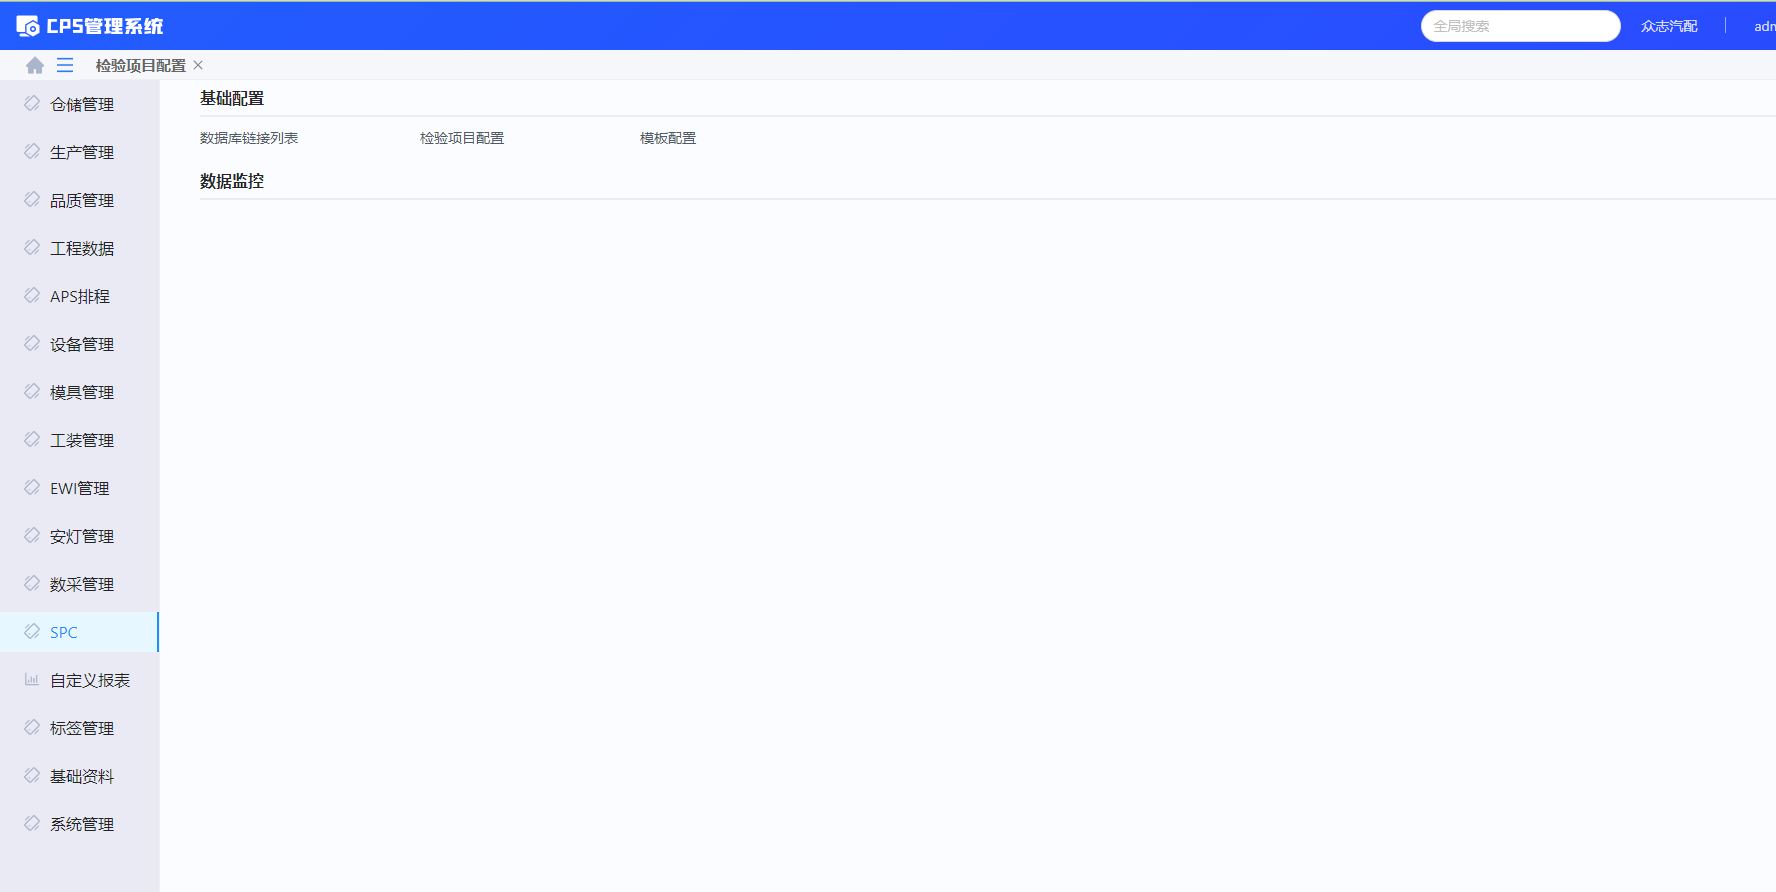 CPS管理系统
全局搜索
众志汽配
adm
检验项目配置
仓储管理
生产管理
品质管理
工程数据
APS排程
设备管理
模具管理
工装管理
EWI管理
安灯管理
数采管理
SPC
自定义报表
标签管理
基础资料
系统管理
基础配置
数据库链接列表
检验项目配置
模板配置
数据监控